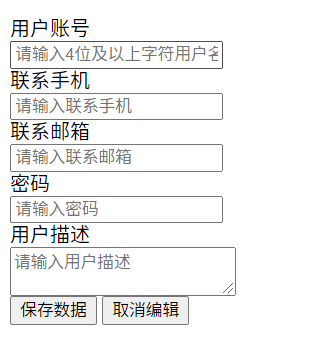 用户账号
请输入4位及以上字符用户名
联系手机
请输入联系手机
联系邮箱
请输入联系邮箱
密码
请输入密码
用户描述
请输入用户描述
保存数据 取消编辑